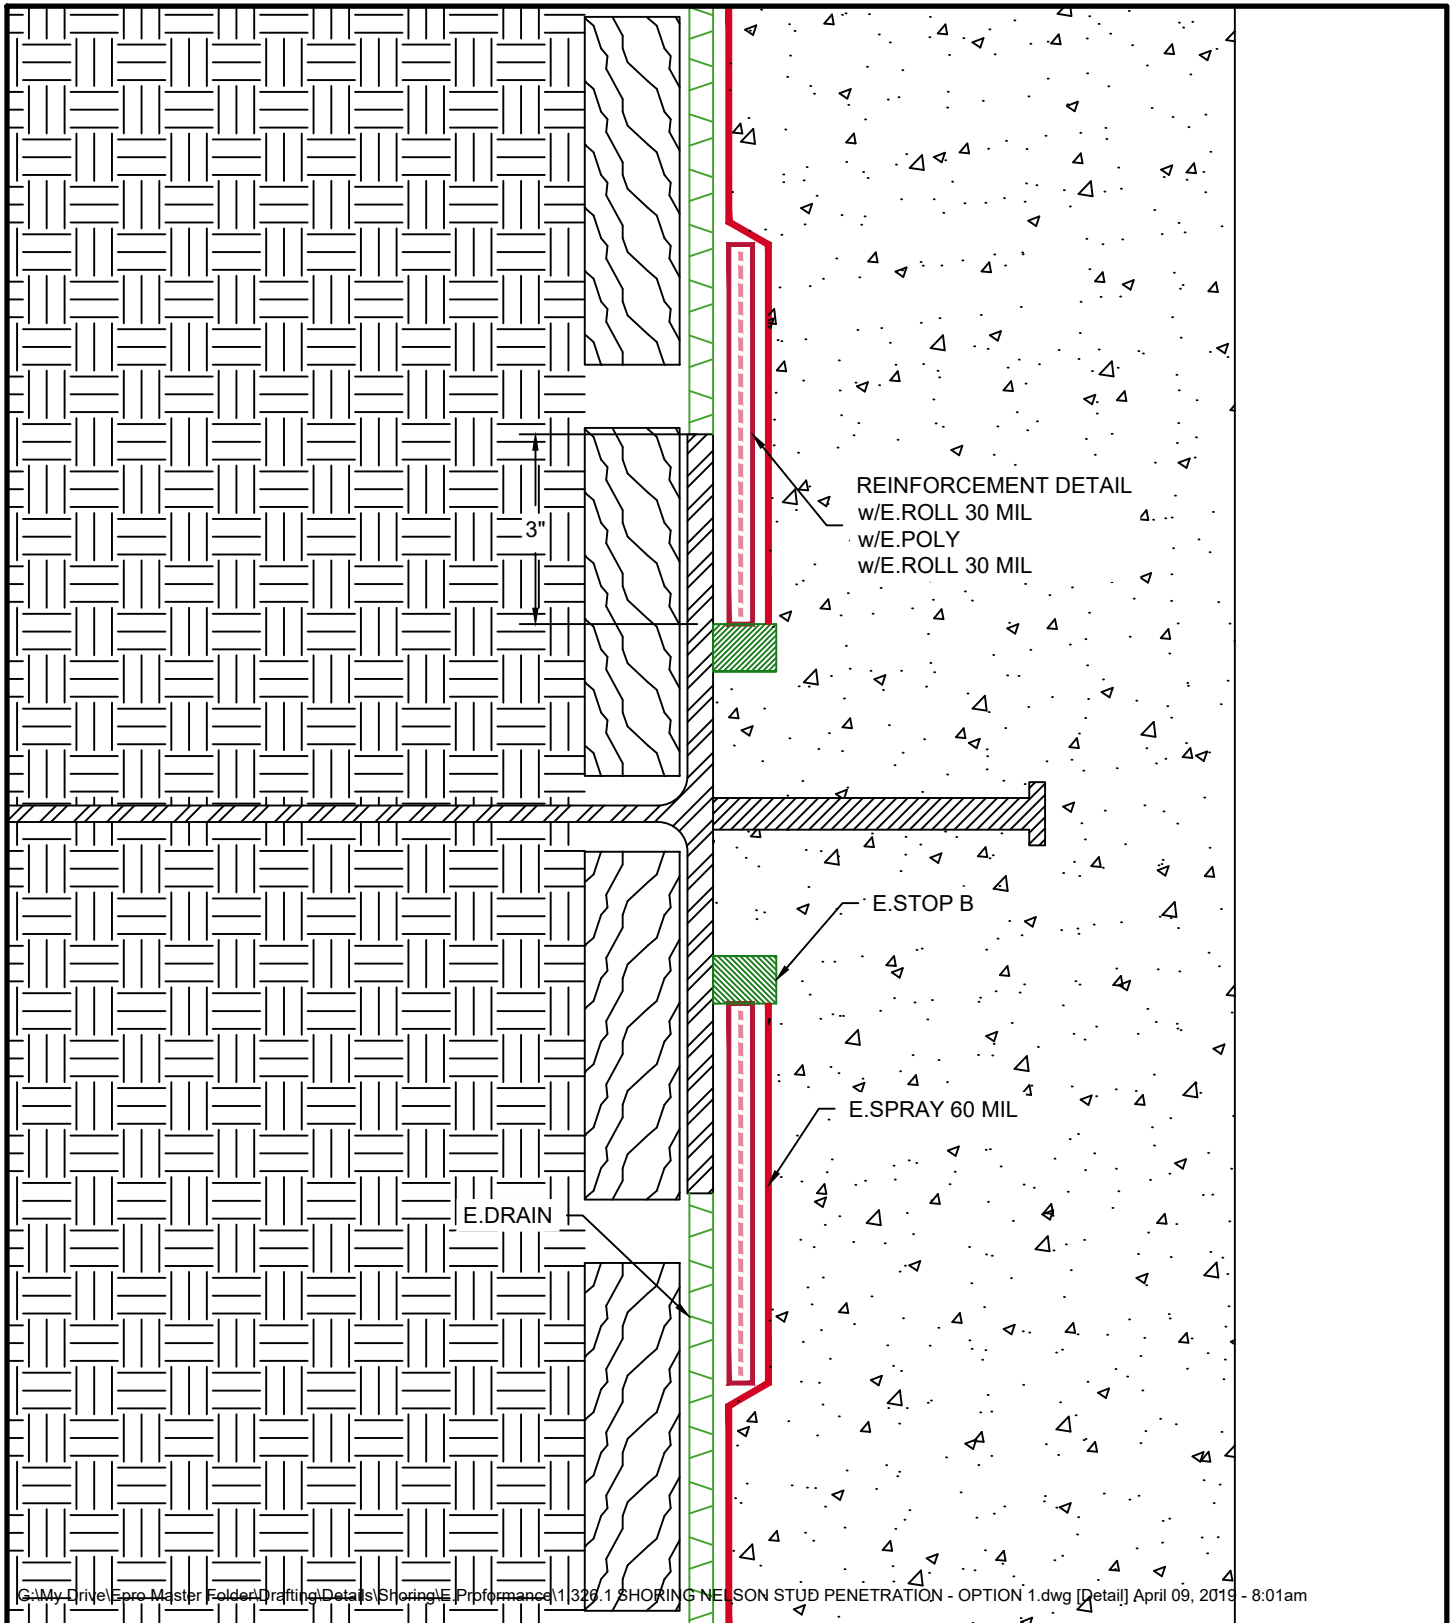 REINFORCEMENT DETAIL
w/E.ROLL 30 MIL
w/E.POLY
w/E.ROLL 30 MIL
3"
E.STOP B
E.SPRAY 60 MIL
E.DRAIN
G:\My Drive\Epro Master Folder\Drafting\Details\Shoring\E.Proformance\1.326.1 SHORING NELSON STUD PENETRATION - OPTION 1.dwg [Detail] April 09, 2019 - 8:01am